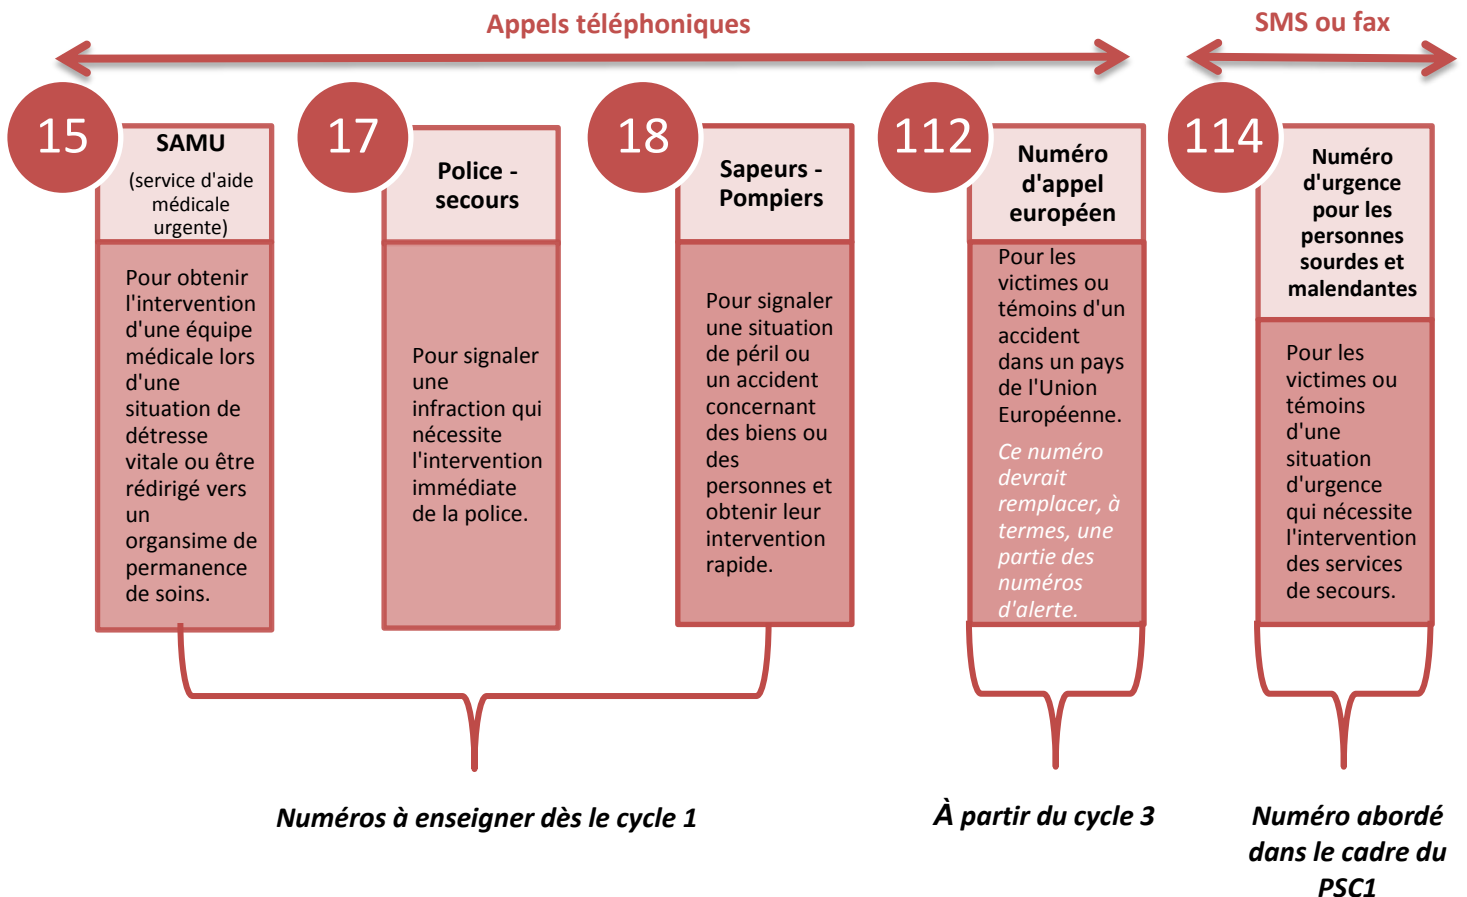 Appels téléphoniques
SMS ou fax
15
SAMU
(service d'aide
médicale
urgente)
Pour obtenir
l'intervention
d'une équipe
médicale lors
d'une
situation de
détresse
vitale ou être
rédirigé vers
un
organsime de
permanence
de soins.
17
Police -
secours
Pour signaler
une
infraction qui
nécessite
l'intervention
immédiate
de la police.
18
Sapeurs -
Pompiers
Pour signaler
une situation
de péril ou
un accident
concernant
des biens ou
des
personnes et
obtenir leur
intervention
rapide.
112
Numéro
d'appel
européen
Pour les
victimes ou
témoins d'un
accident
dans un pays
de l'Union
Européenne.
Ce numéro
devrait
remplacer, à
termes, une
partie des
numéros
d'alerte.
114
Numéro
d'urgence
pour les
personnes
sourdes et
malendantes
Pour les
victimes ou
témoins
d'une
situation
d'urgence
qui nécessite
l'intervention
des services
de secours.
Numéros à enseigner dès le cycle 1
À partir du cycle 3
Numéro abordé
dans le cadre du
PSC1